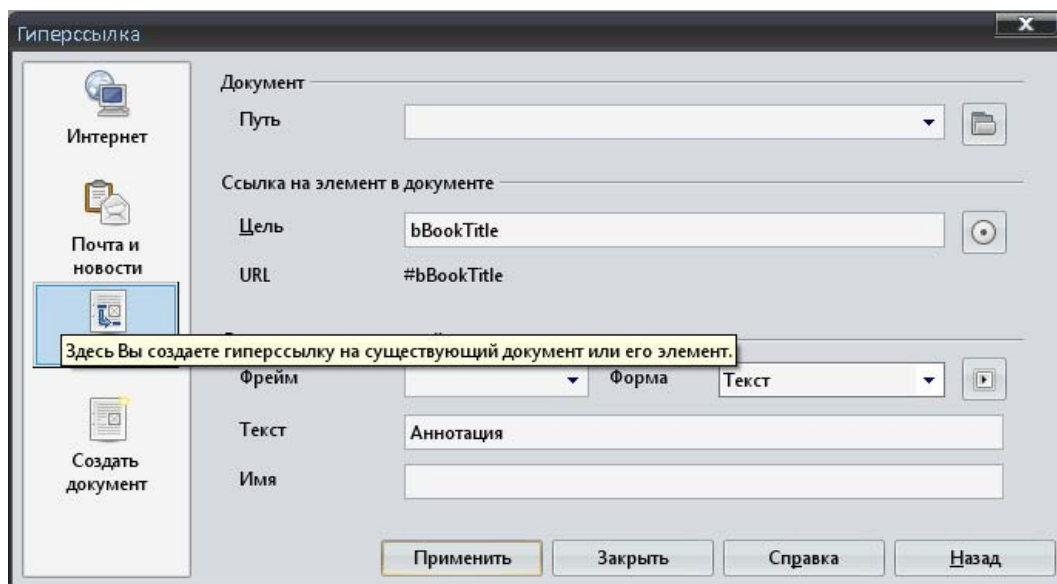 Гиперссылка
X
Интернет
Почта и
новости
Создать
документ
Документ
Путь
Ссылка на элемент в документе
Цель bBookTitle
URL #bBookTitle
Здесь Вы создаете гиперссылку на существующий документ или его элемент.
Фрейм Форма Текст
Текст Аннотация
Имя
Применить Закрыть Справка Назад